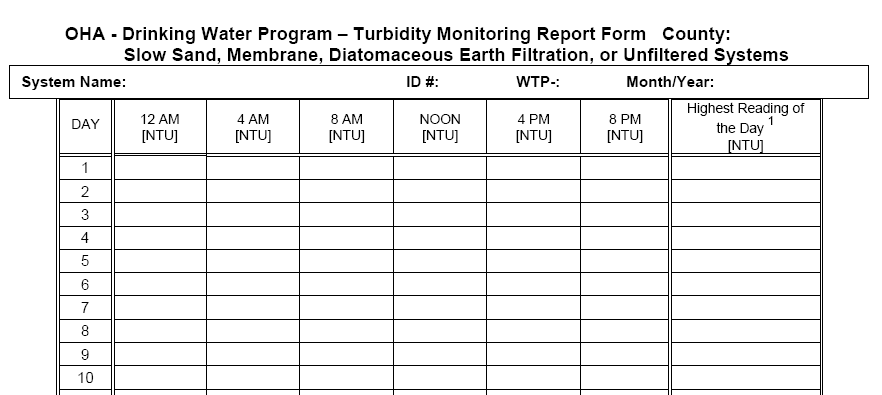 OHA - Drinking Water Program – Turbidity Monitoring Report Form County:
Slow Sand, Membrane, Diatomaceous Earth Filtration, or Unfiltered Systems
System Name: ID #: WTP-: Month/Year:
DAY 12 AM [NTU] 4 AM [NTU] 8 AM [NTU] NOON [NTU] 4 PM [NTU] 8 PM [NTU] Highest Reading of the Day 1 [NTU]
1
2
3
4
5
6
7
8
9
10